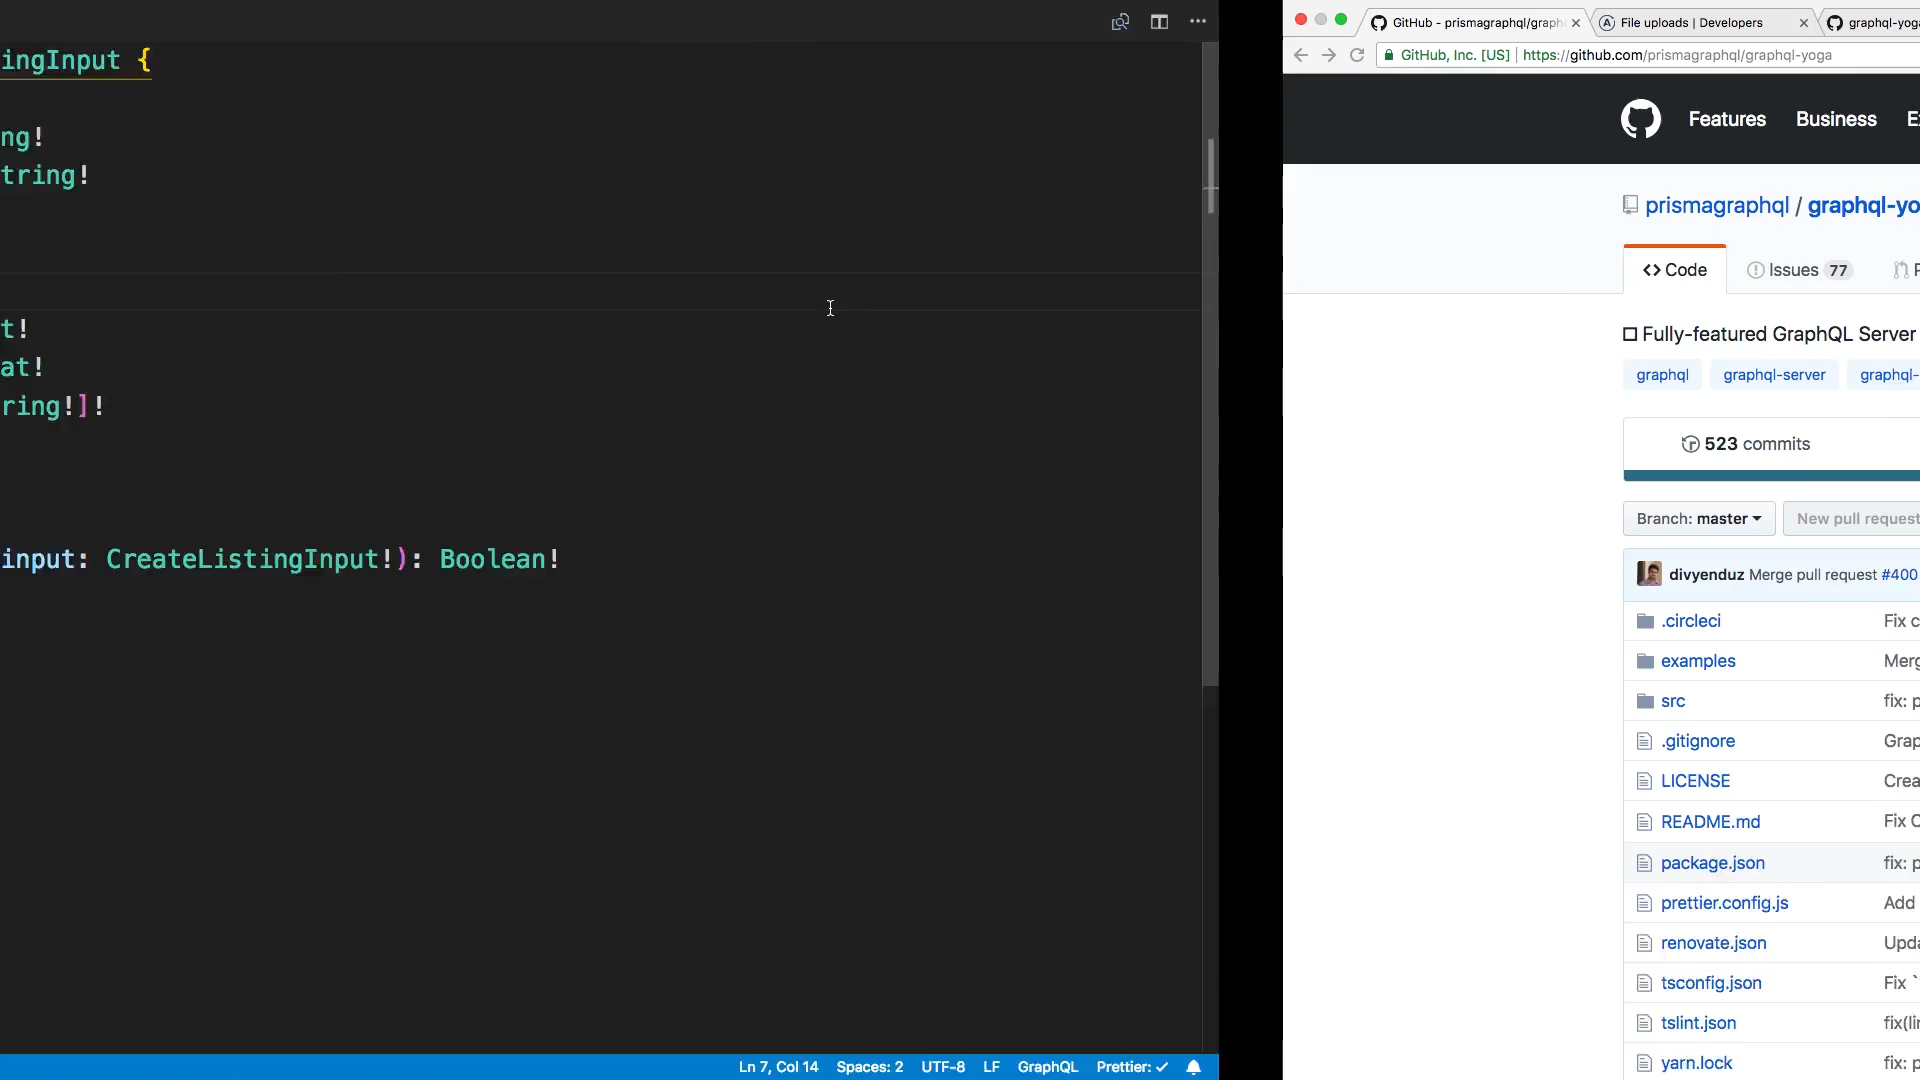 ingInput {
ng!
tring!
t!
at!
ring!]!
input: CreateListingInput!): Boolean!
Ln 7, Col 14 Spaces: 2 UTF-8 LF GraphQL Prettier: ✓
GitHub - prismagraphql/graph
File uploads | Developers
graphql-yoga
GitHub, Inc. [US] | https://github.com/prismagraphql/graphql-yoga
Features Business E
prismagraphql / graphql-yo
Code Issues 77 P
Fully-featured GraphQL Server
graphql graphql-server graphql-
523 commits
Branch: master New pull request
divyenduz Merge pull request #400
.circleci Fix c
examples Merg
src fix: p
.gitignore Grap
LICENSE Crea
README.md Fix C
package.json fix: p
prettier.config.js Add
renovate.json Upda
tsconfig.json Fix `
tslint.json fix(li
yarn.lock fix: p